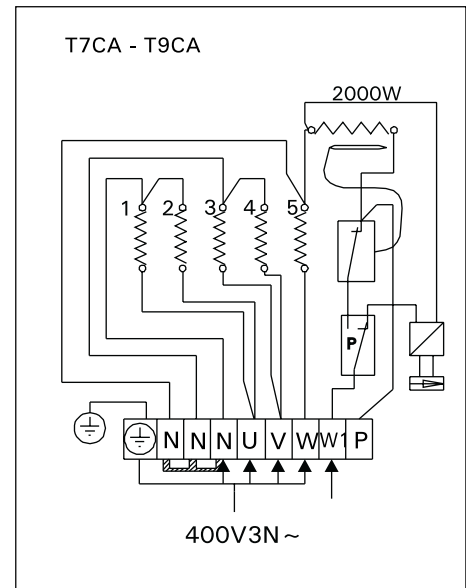 T7CA - T9CA
2000W
1 2 3 4 5
P
N N N U V W W1 P
400V3N~